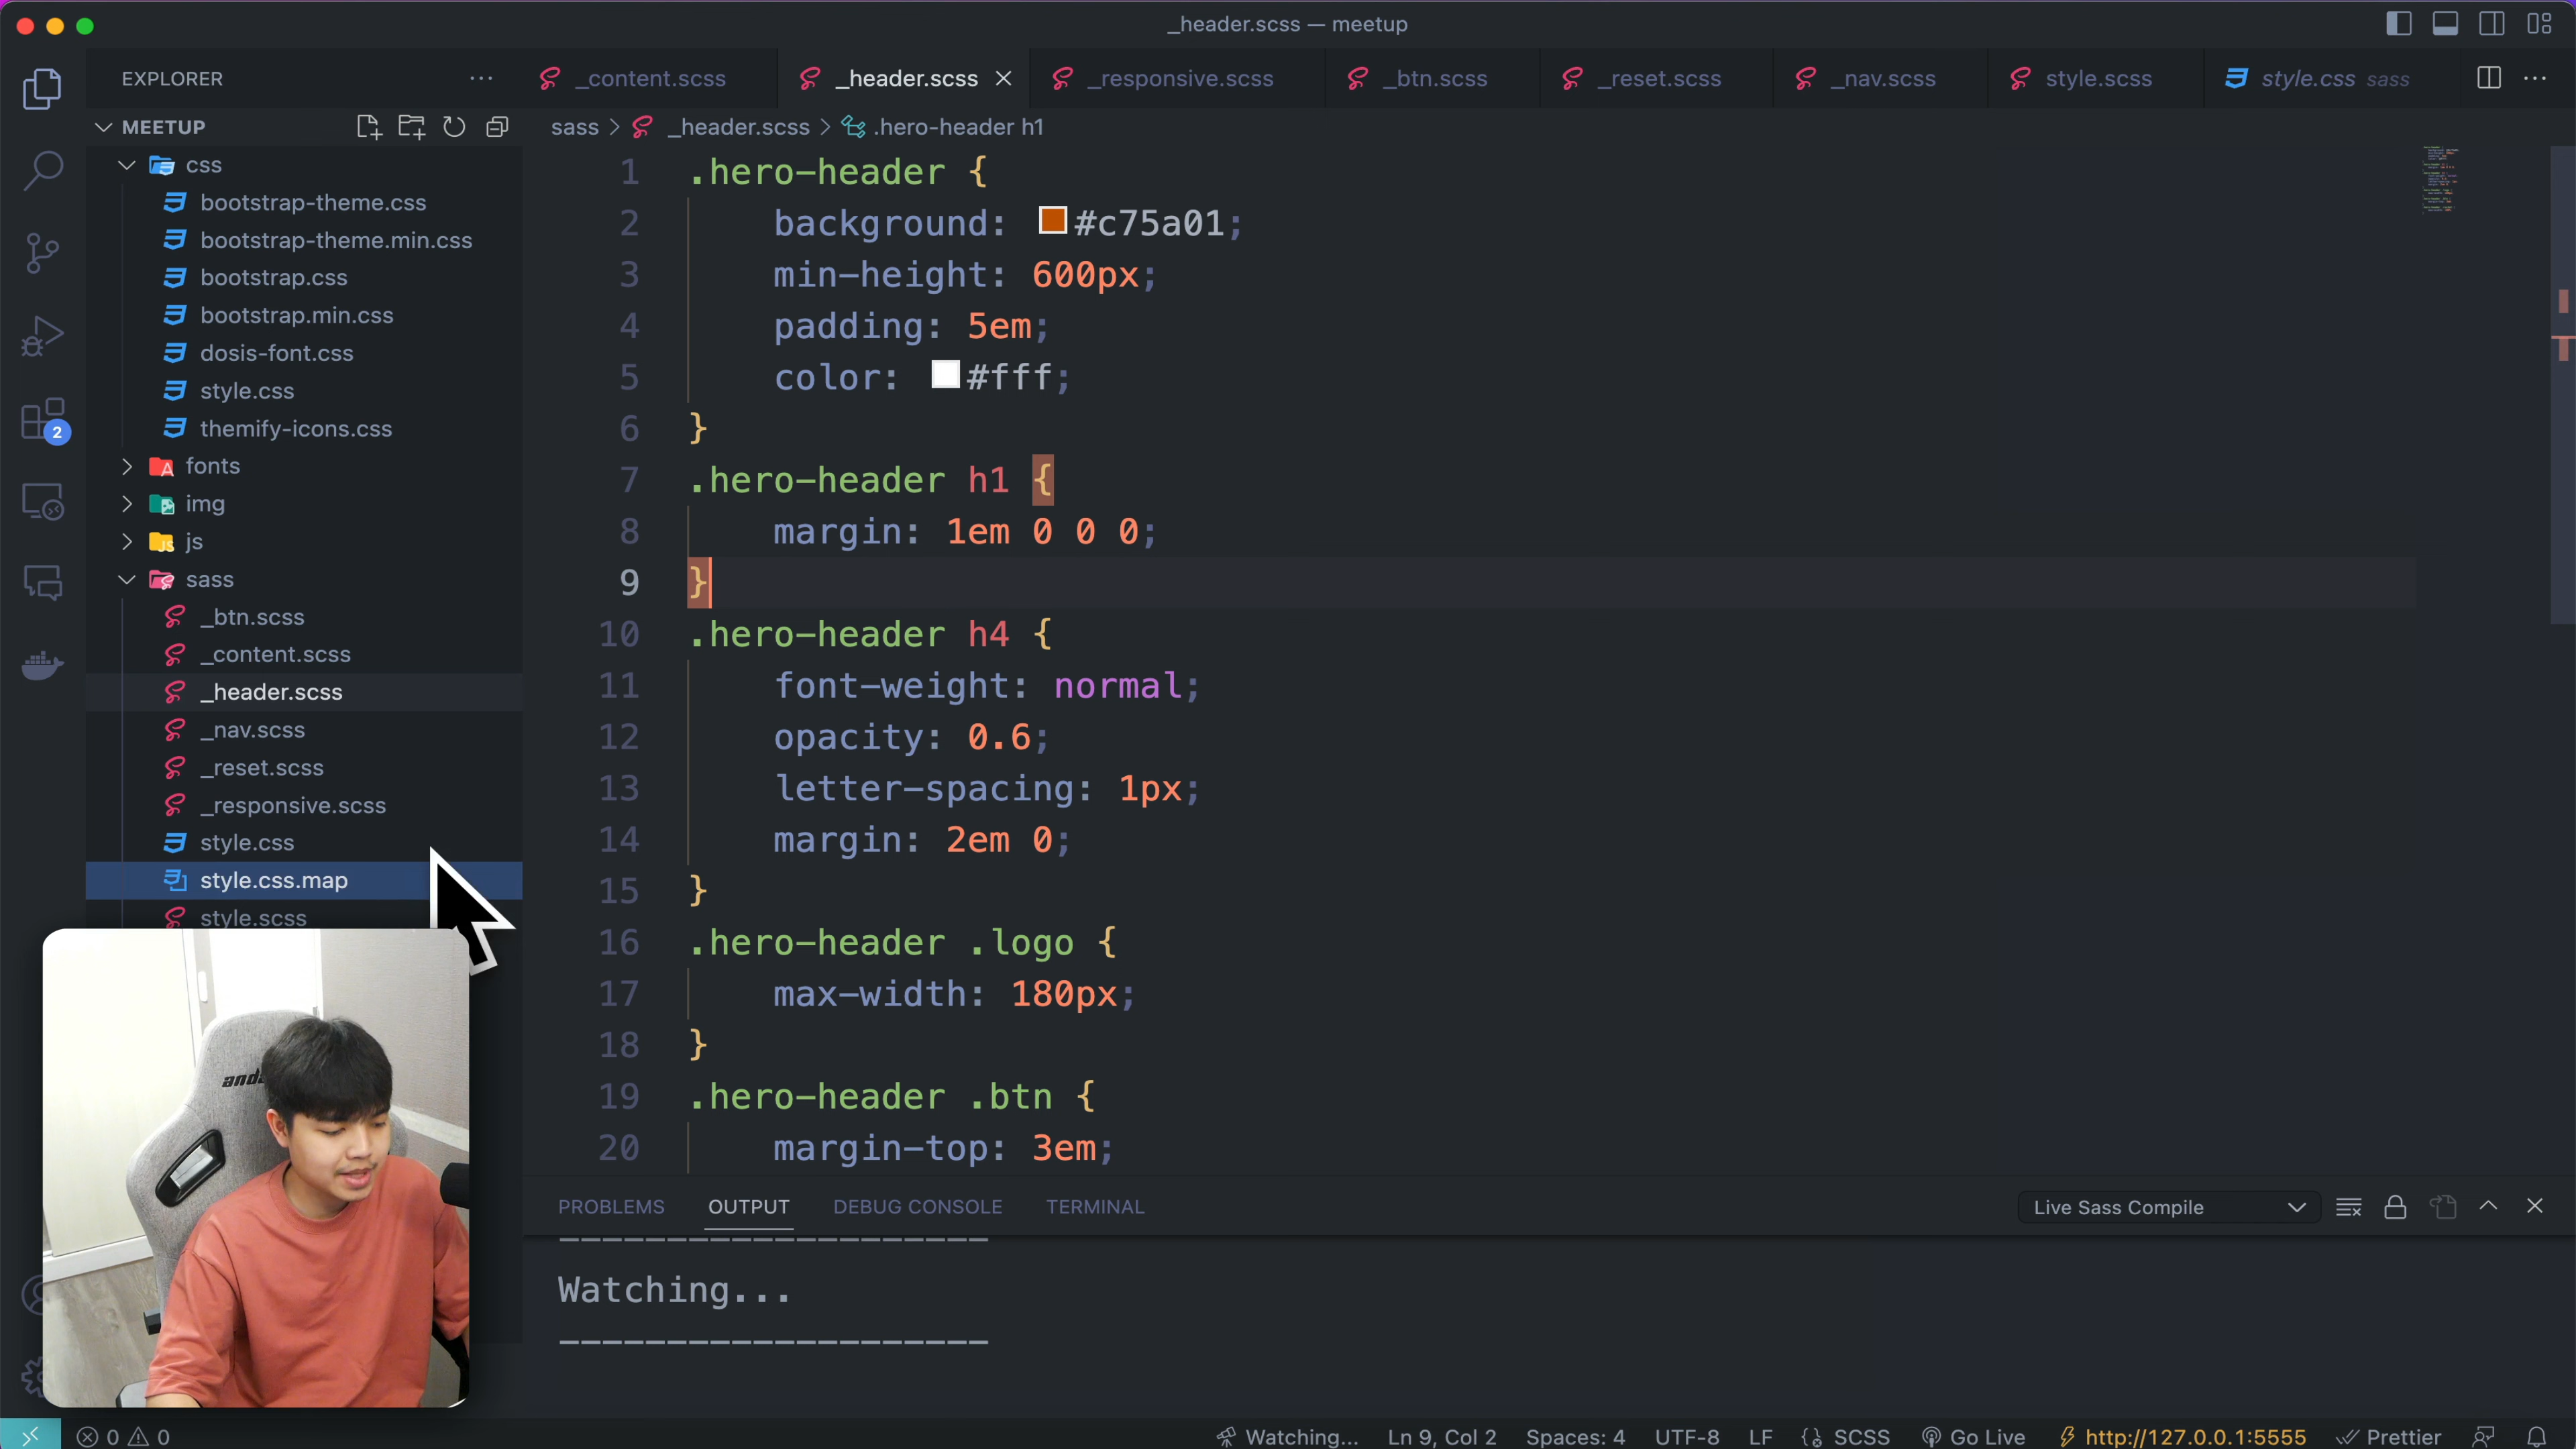 _header.scss — meetup
EXPLORER
_content.scss
_header.scss
_responsive.scss
_btn.scss
_reset.scss
_nav.scss
style.scss
style.css sass
MEETUP
sass > _header.scss > .hero-header h1
css
bootstrap-theme.css
bootstrap-theme.min.css
bootstrap.css
bootstrap.min.css
dosis-font.css
style.css
themify-icons.css
fonts
img
js
sass
_btn.scss
_content.scss
_header.scss
_nav.scss
_reset.scss
_responsive.scss
style.css
style.css.map
style.scss
2
1 .hero-header {
2 background: #c75a01;
3 min-height: 600px;
4 padding: 5em;
5 color: #fff;
6 }
7 .hero-header h1 {
8 margin: 1em 0 0 0;
9 }
10 .hero-header h4 {
11 font-weight: normal;
12 opacity: 0.6;
13 letter-spacing: 1px;
14 margin: 2em 0;
15 }
16 .hero-header .logo {
17 max-width: 180px;
18 }
19 .hero-header .btn {
20 margin-top: 3em;
PROBLEMS OUTPUT DEBUG CONSOLE TERMINAL
Live Sass Compile
--------------------
Watching...
--------------------
0 0
Watching... Ln 9, Col 2 Spaces: 4 UTF-8 LF SCSS Go Live http://127.0.0.1:5555 Prettier